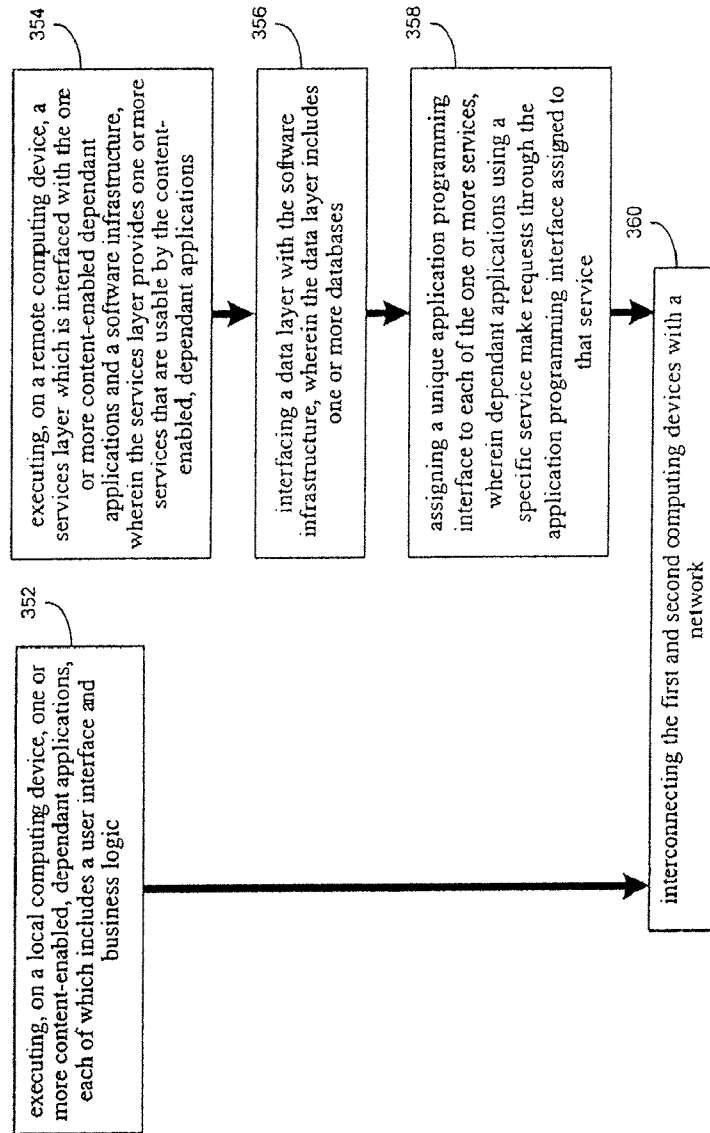 352
executing, on a local computing device, one or
more content-enabled, dependant applications,
each of which includes a user interface and
business logic
354
executing, on a remote computing device, a
services layer which is interfaced with the one
or more content-enabled dependant
applications and a software infrastructure,
wherein the services layer provides one or more
services that are usable by the content-
enabled, dependant applications
356
interfacing a data layer with the software
infrastructure, wherein the data layer includes
one or more databases
358
assigning a unique application programming
interface to each of the one or more services,
wherein dependant applications using a
specific service make requests through the
application programming interface assigned to
that service
360
interconnecting the first and second computing devices with a
network